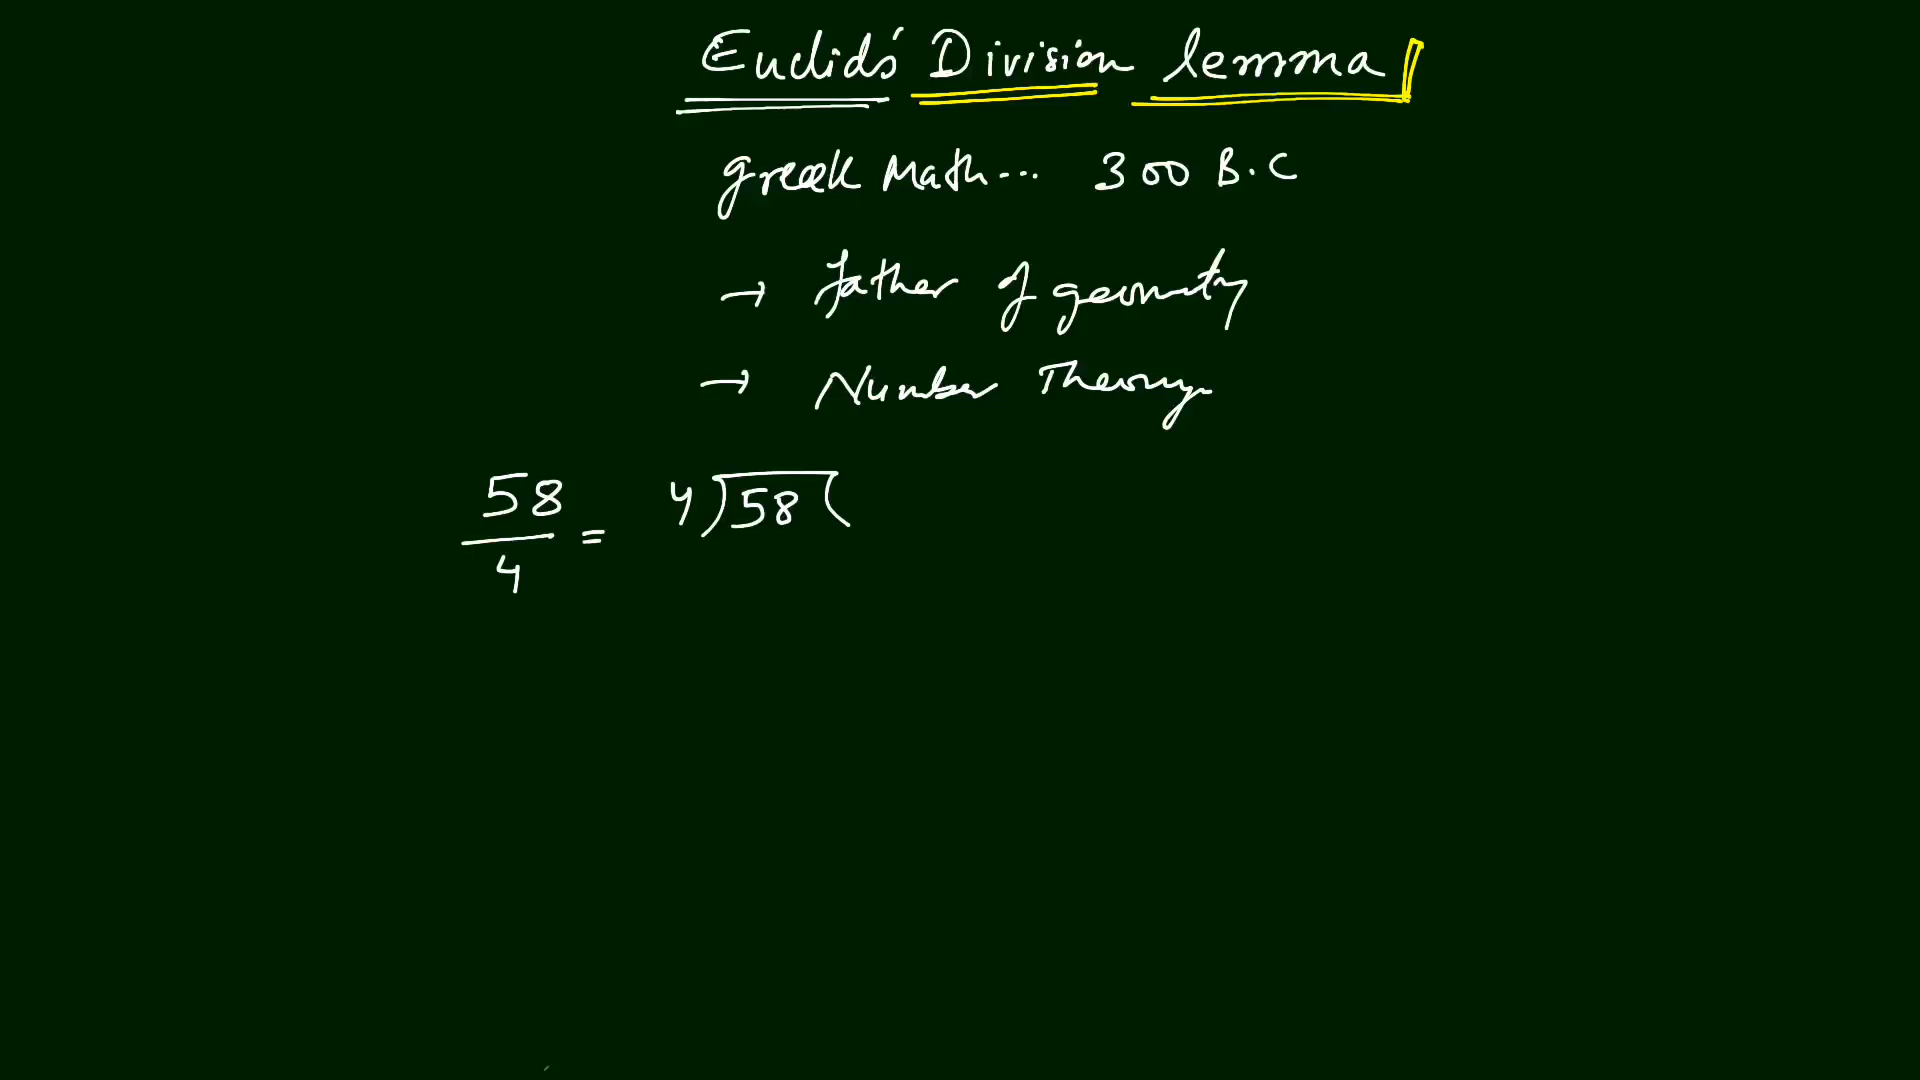 Euclid's Division lemma
greek Math... 300 B.C
→ Father of geometry
→ Number Theory
58/4 = 4)58(